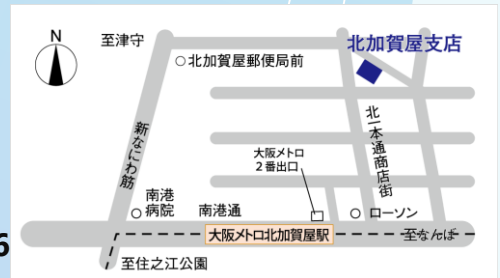 N
至津守
北加賀屋支店
○北加賀屋郵便局前
新なにわ筋
北一本通商店街
大阪メトロ
2番出口
南港
病院
南港通
ローソン
6
大阪メトロ北加賀屋駅
至なんば
至住之江公園